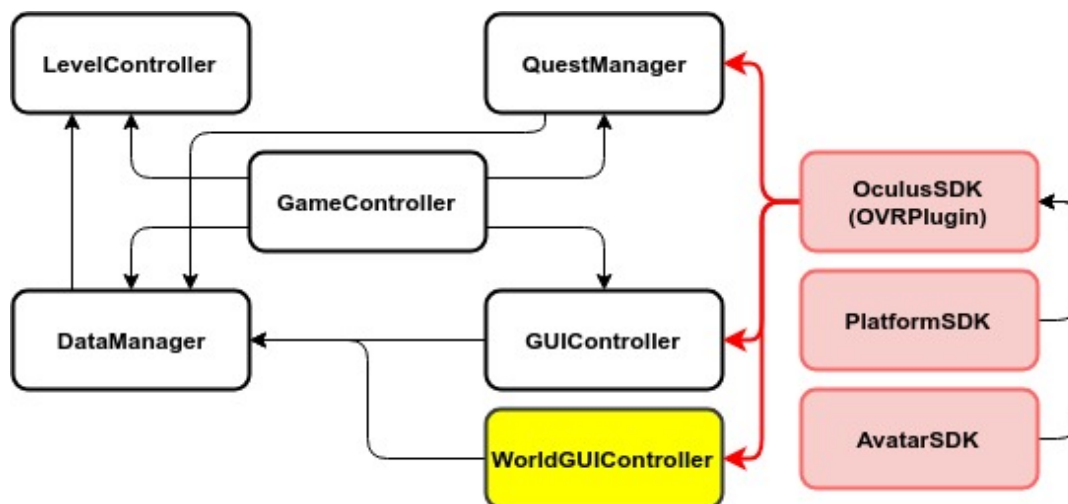 LevelController
QuestManager
GameController
OculusSDK
(OVRPlugin)
PlatformSDK
DataManager
GUIController
AvatarSDK
WorldGUIController